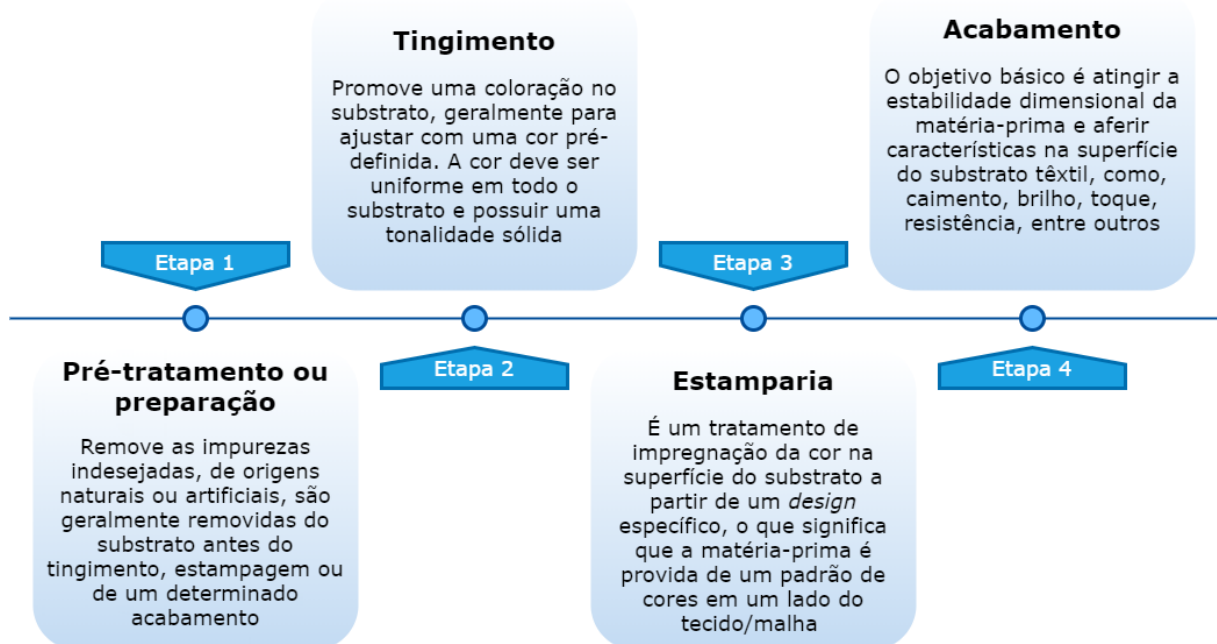 Etapa 1
Pré-tratamento ou
preparação
Remove as impurezas
indesejadas, de origens
naturais ou artificiais, são
geralmente removidas do
substrato antes do
tingimento, estampagem ou
de um determinado
acabamento
Tingimento
Promove uma coloração no
substrato, geralmente para
ajustar com uma cor pré-
definida. A cor deve ser
uniforme em todo o
substrato e possuir uma
tonalidade sólida
Etapa 2
Etapa 3
Estamparia
É um tratamento de
impregnação da cor na
superfície do substrato a
partir de um design
específico, o que significa
que a matéria-prima é
provida de um padrão de
cores em um lado do
tecido/malha
Acabamento
O objetivo básico é atingir a
estabilidade dimensional da
matéria-prima e aferir
características na superfície
do substrato têxtil, como,
caimento, brilho, toque,
resistência, entre outros
Etapa 4